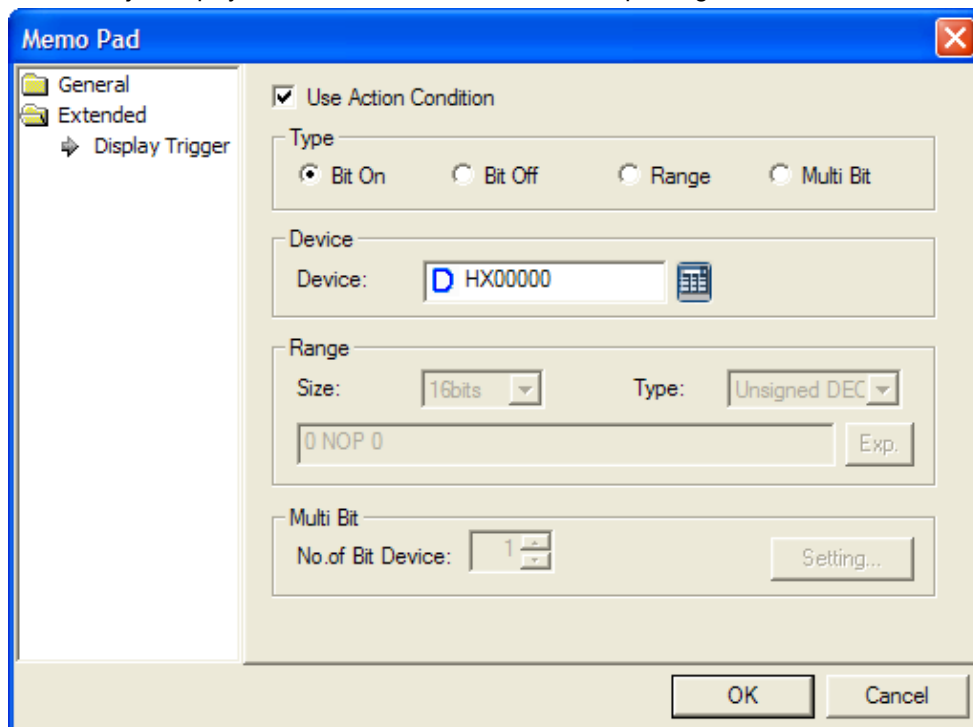 Memo Pad
General
Extended
Display Trigger
Use Action Condition
Type
Bit On Bit Off Range Multi Bit
Device
Device: D HX00000
Range
Size: 16bits Type: Unsigned DEC
0 NOP 0 Exp.
Multi Bit
No.of Bit Device: 1 Setting...
OK Cancel